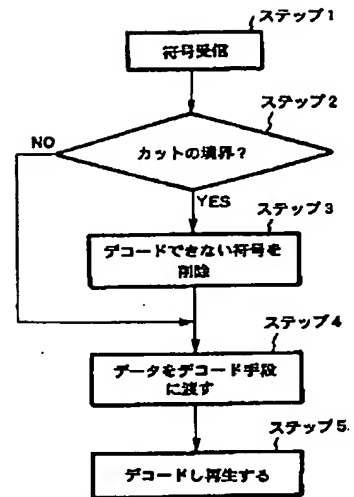 ステップ1
符号受信
ステップ2
カットの境界？
NO
YES
ステップ3
デコードできない符号を
削除
ステップ4
データをデコード手段
に渡す
ステップ5
デコードし再生する